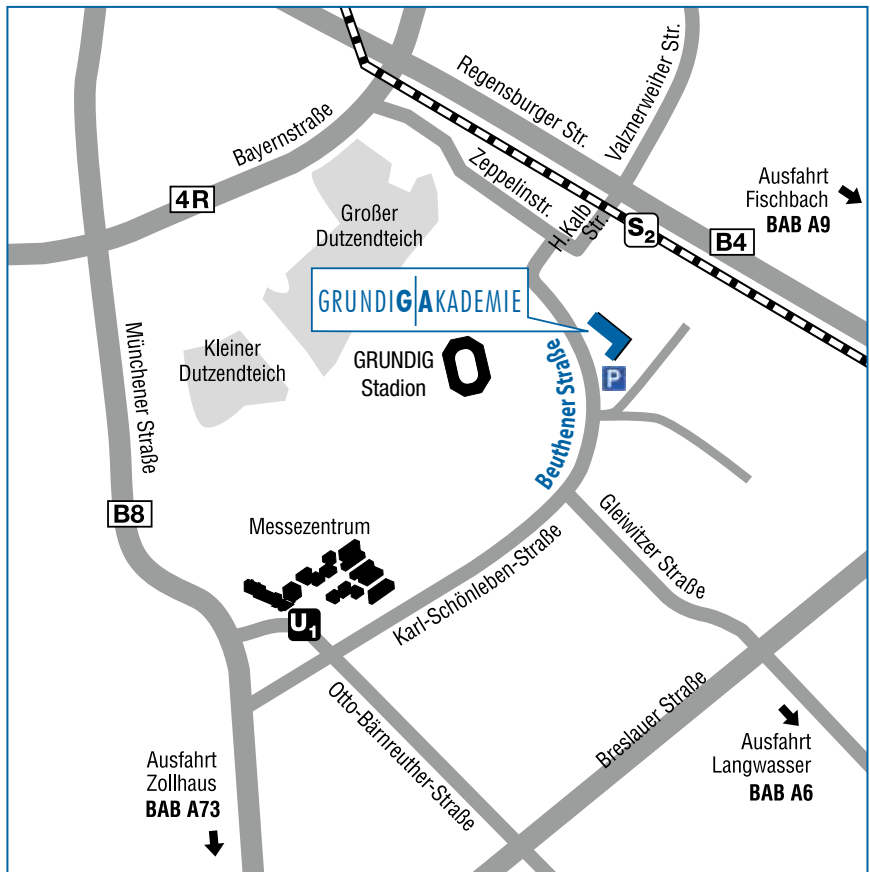 Regensburger Str.
Valznerweiher Str.
Bayernstraße
Zeppelinstr.
4R
Ausfahrt
Fischbach
BAB A9
Großer
Dutzendteich
H.Kalb
Str.
S2
B4
GRUNDIG|AKADEMIE
Münchener Straße
Kleiner
Dutzendteich
GRUNDIG
Stadion
Beuthener Straße
P
B8
Messezentrum
Gleiwitzer Straße
Karl-Schönleben-Straße
U1
Otto-Bärnreuther-Straße
Breslauer Straße
Ausfahrt
Zollhaus
BAB A73
Ausfahrt
Langwasser
BAB A6